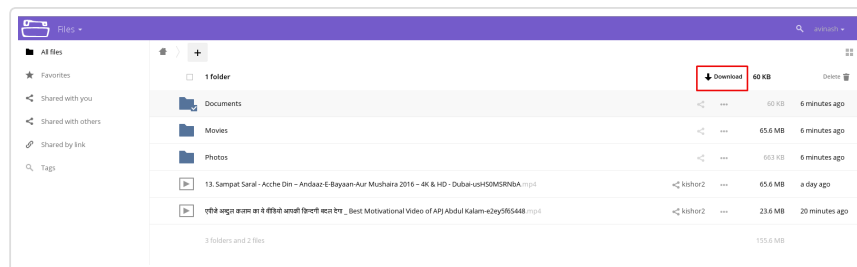 Files
avinash
All files
Favorites
Shared with you
Shared with others
Shared by link
Tags
+
1 folder Download 60 KB Delete
Documents ... 60 KB 6 minutes ago
Movies ... 65.6 MB 6 minutes ago
Photos ... 663 KB 6 minutes ago
13. Sampat Saral - Acche Din – Andaaz-E-Bayaan-Aur Mushaira 2016 – 4K & HD - Dubai-usHS0MSRNbA.mp4 kishor2 ... 65.6 MB a day ago
एपीजे अब्दुल कलाम का ये वीडियो आपकी ज़िन्दगी बदल देगा _ Best Motivational Video of APJ Abdul Kalam-e2ey5f65448.mp4 kishor2 ... 23.6 MB 20 minutes ago
3 folders and 2 files 155.6 MB